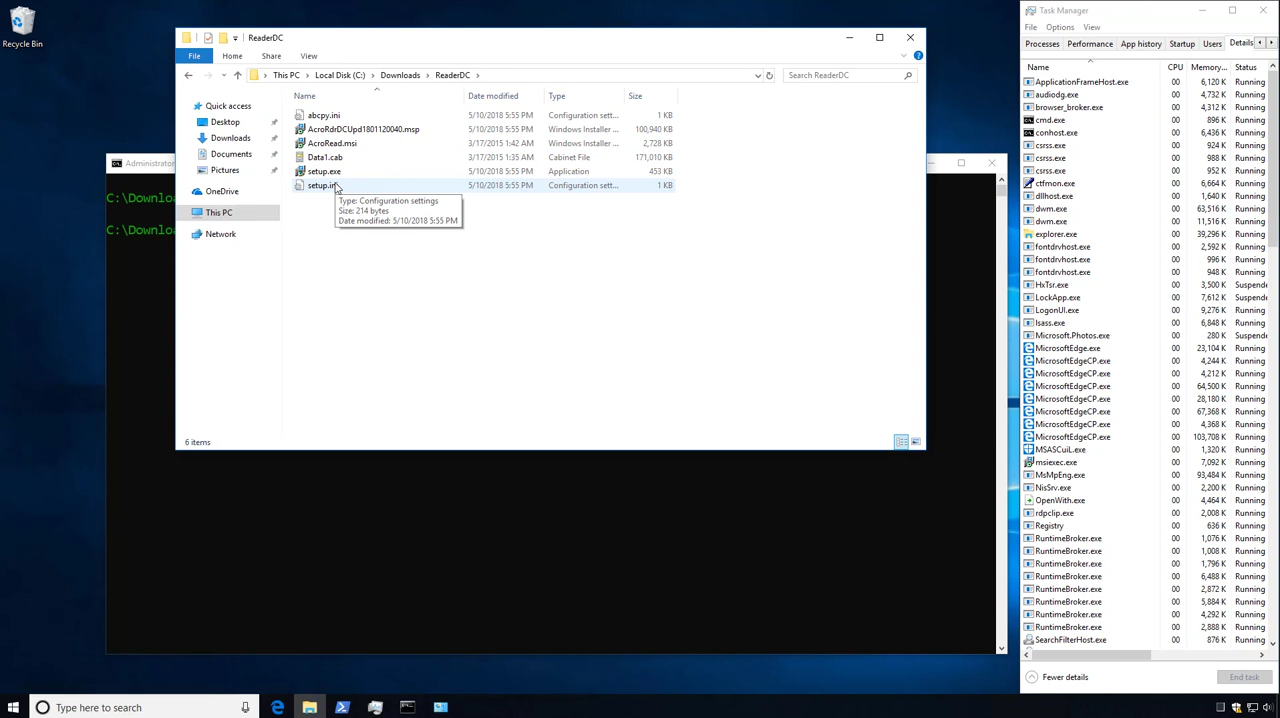 Recycle Bin
ReaderDC
File Home Share View
This PC Local Disk (C:) Downloads ReaderDC
Search ReaderDC
Name Date modified Type Size
Quick access
Desktop
Downloads
Documents
Pictures
OneDrive
This PC
Network
abcpy.ini 5/10/2018 5:55 PM Configuration sett... 1 KB
AcroRdrDCUpd1801120040.msp 5/10/2018 5:55 PM Windows Installer ... 100,940 KB
AcroRead.msi 3/17/2015 1:42 AM Windows Installer ... 2,728 KB
Data1.cab 5/10/2018 5:55 PM Cabinet File 171,010 KB
setup.exe 5/10/2018 5:55 PM Application 453 KB
setup.in 5/10/2018 5:55 PM Configuration sett... 1 KB
Type: Configuration settings
Size: 214 bytes
Date modified: 5/10/2018 5:55 PM
6 items
Administrator
C:\Downloa
C:\Downloa
Task Manager
File Options View
Processes Performance App history Startup Users Details
Name CPU Memory... Status
ApplicationFrameHost.exe 00 6,120 K Running
audiodg.exe 00 4,732 K Running
browser_broker.exe 00 4,312 K Running
cmd.exe 00 896 K Running
conhost.exe 00 6,436 K Running
csrss.exe 00 924 K Running
csrss.exe 00 988 K Running
csrss.exe 00 1,170 K Running
ctfmon.exe 00 6,664 K Running
dllhost.exe 00 2,244 K Running
dwm.exe 00 63,516 K Running
dwm.exe 00 32,136 K Running
explorer.exe 00 39,296 K Running
fontdrvhost.exe 00 2,592 K Running
fontdrvhost.exe 00 996 K Running
fontdrvhost.exe 00 948 K Running
HxTsr.exe 00 3,500 K Suspende
LockApp.exe 00 7,612 K Suspende
LogonUI.exe 00 9,276 K Running
lsass.exe 00 6,848 K Running
Microsoft.Photos.exe 00 280 K Suspende
MicrosoftEdge.exe 00 23,104 K Running
MicrosoftEdgeCP.exe 00 4,244 K Running
MicrosoftEdgeCP.exe 00 4,212 K Running
MicrosoftEdgeCP.exe 00 64,500 K Running
MicrosoftEdgeCP.exe 00 28,180 K Running
MicrosoftEdgeCP.exe 00 67,368 K Running
MicrosoftEdgeCP.exe 00 4,368 K Running
MicrosoftEdgeCP.exe 00 103,708 K Running
MSASCuiL.exe 00 1,320 K Running
msiexec.exe 00 7,092 K Running
MsMpEng.exe 00 93,484 K Running
NisSrv.exe 00 2,200 K Running
OpenWith.exe 00 4,464 K Running
rdpclip.exe 00 2,008 K Running
Registry 00 636 K Running
RuntimeBroker.exe 00 1,076 K Running
RuntimeBroker.exe 00 1,008 K Running
RuntimeBroker.exe 00 1,796 K Running
RuntimeBroker.exe 00 6,488 K Running
RuntimeBroker.exe 00 2,872 K Running
RuntimeBroker.exe 00 5,884 K Running
RuntimeBroker.exe 00 4,292 K Running
RuntimeBroker.exe 00 2,888 K Running
SearchFilterHost.exe 00 876 K Running
Fewer details
End task
Type here to search